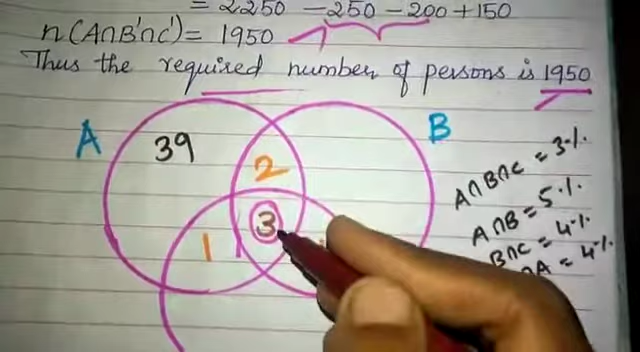 = 2250 - 250 - 200 + 150
n(A∩B'∩C') = 1950
Thus the required number of persons is 1950
A
39
2
B
3
1
A∩B∩C = 3%
A∩B = 5%
B∩C = 4%
∩A = 4%